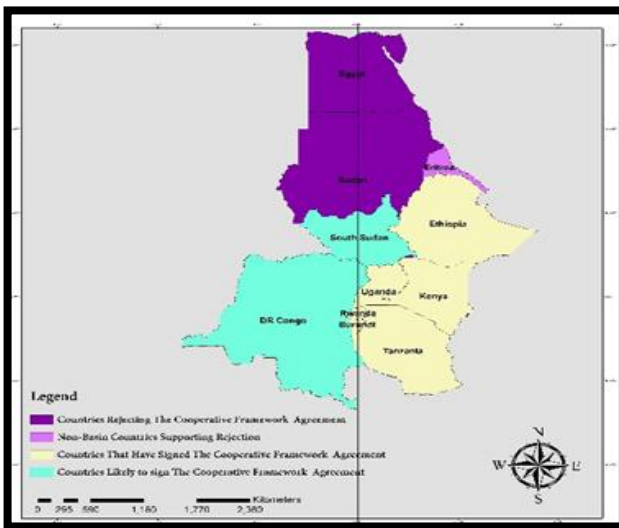 Egypt
Sudan
Eritrea
Ethiopia
South Sudan
Uganda
Kenya
DR Congo
Rwanda
Burundi
Tanzania
Legend
Countries Rejecting The Cooperative Framework Agreement
Non-Basin Countries Supporting Rejection
Countries That Have Signed The Cooperative Framework Agreement
Countries Likely to sign The Cooperative Framework Agreement
Kilometers
0 295 590 1,180 1,770 2,360
N
W E
S